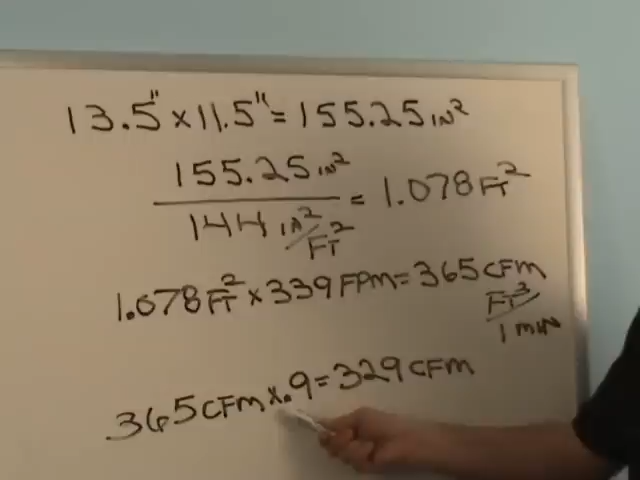 13.5" x 11.5" = 155.25 IN²
155.25 IN²
144 IN²/FT² = 1.078 FT²
1.078 FT² x 339 FPM = 365 CFM
FT³/1 MIN
365 CFM x .9 = 329 CFM